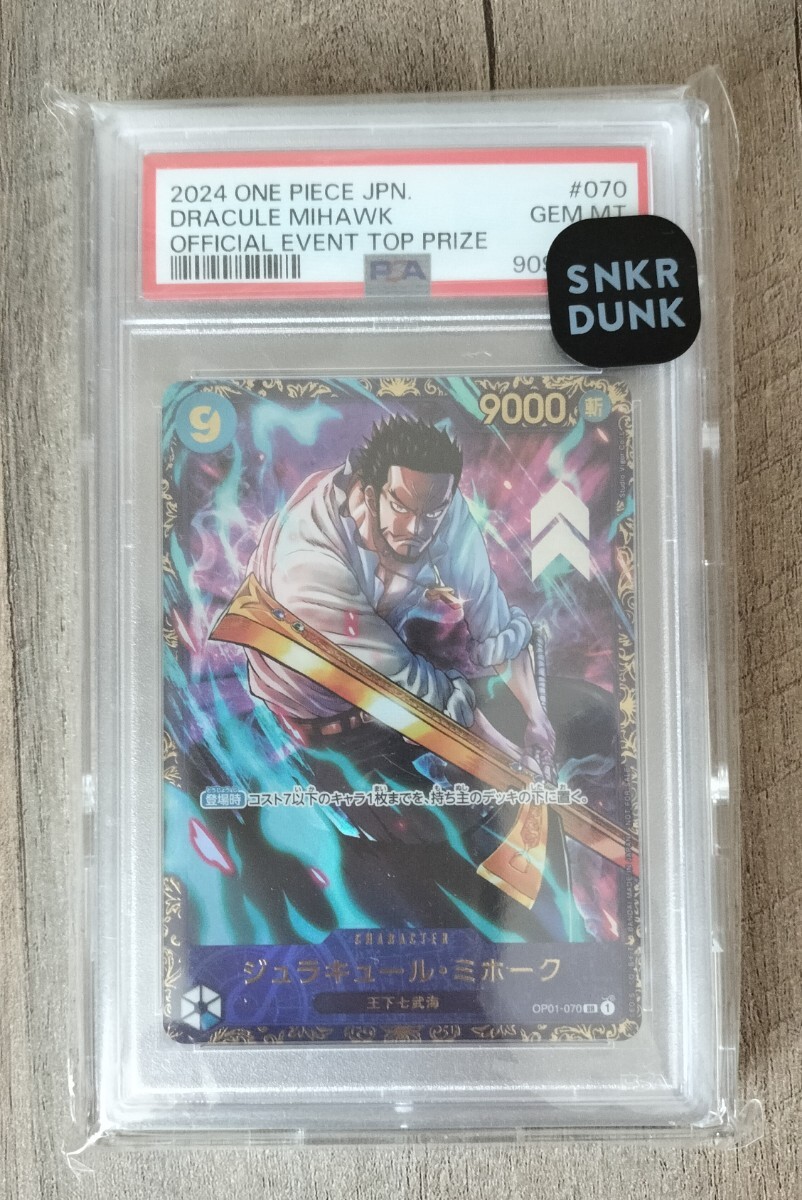 2024 ONE PIECE JPN. #070
DRACULE MIHAWK GEM MT
OFFICIAL EVENT TOP PRIZE
PSA
SNKR
DUNK
9 9000 斬
登場時 コスト7以下のキャラ1枚までを、持ち主のデッキの下に置く。
CHARACTER
ジュラキュール・ミホーク
王下七武海
OP01-070 SR 1